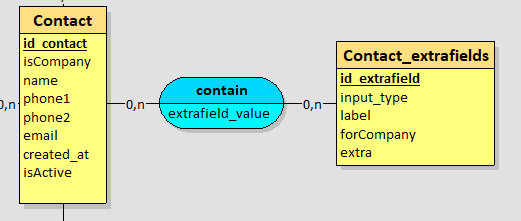 Contact
id_contact
isCompany
name
phone1
phone2
email
created_at
isActive
0,n
0,n
contain
extrafield_value
0,n
Contact_extrafields
id_extrafield
input_type
label
forCompany
extra